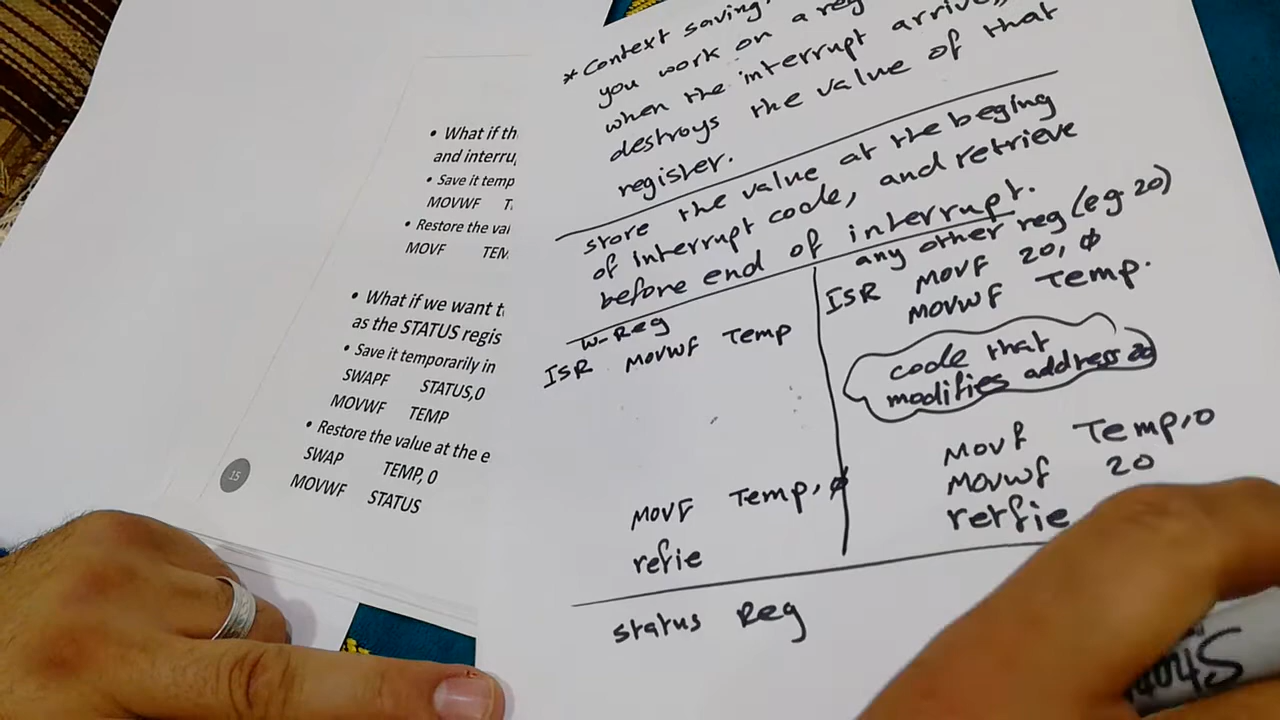 • What if th
and interru
• Save it temp
MOVWF T
• Restore the val
MOVF TEM
• What if we want t
as the STATUS regis
• Save it temporarily in
SWAPF STATUS,0
MOVWF TEMP
• Restore the value at the e
SWAP TEMP, 0
MOVWF STATUS
15
* Context saving:
you work on a reg
when the interrupt arrive
destroys the value of that
register.
store the value at the beging
of interrupt code, and retrieve
before end of interrupt.
W-Reg
ISR MOVWF Temp
MOVF Temp, 0
refie
any other reg (eg. 20)
ISR MOVF 20, 0
MOVWF Temp.
code that
modifies address 20
MOVF Temp,0
MOVWF 20
retfie
status Reg